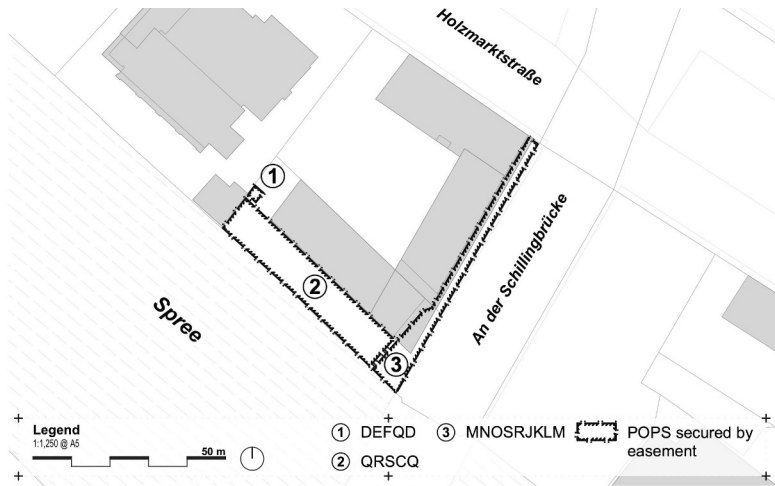 Holzmarktstraße
①
②
③
An der Schillingbrücke
Spree
Legend
1:1,250 @ A5
50 m
① DEFQD
② QRSCQ
③ MNOSRJKLM
POPS secured by
easement